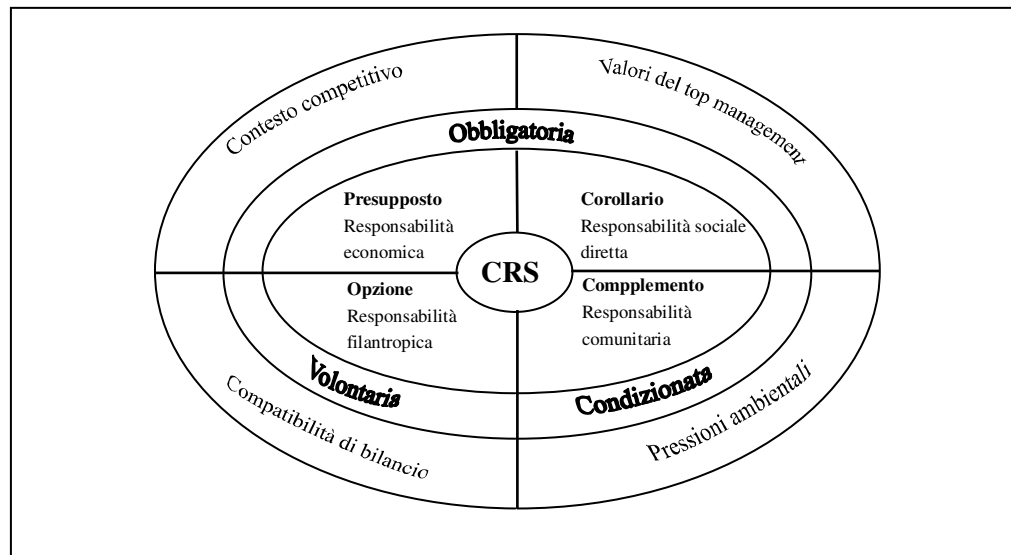 Contesto competitivo
Valori del top management
Obbligatoria
Presupposto
Responsabilità
economica
Corollario
Responsabilità sociale
diretta
CRS
Opzione
Responsabilità
filantropica
Compplemento
Responsabilità
comunitaria
Volontaria
Condizionata
Compatibilità di bilancio
Pressioni ambientali